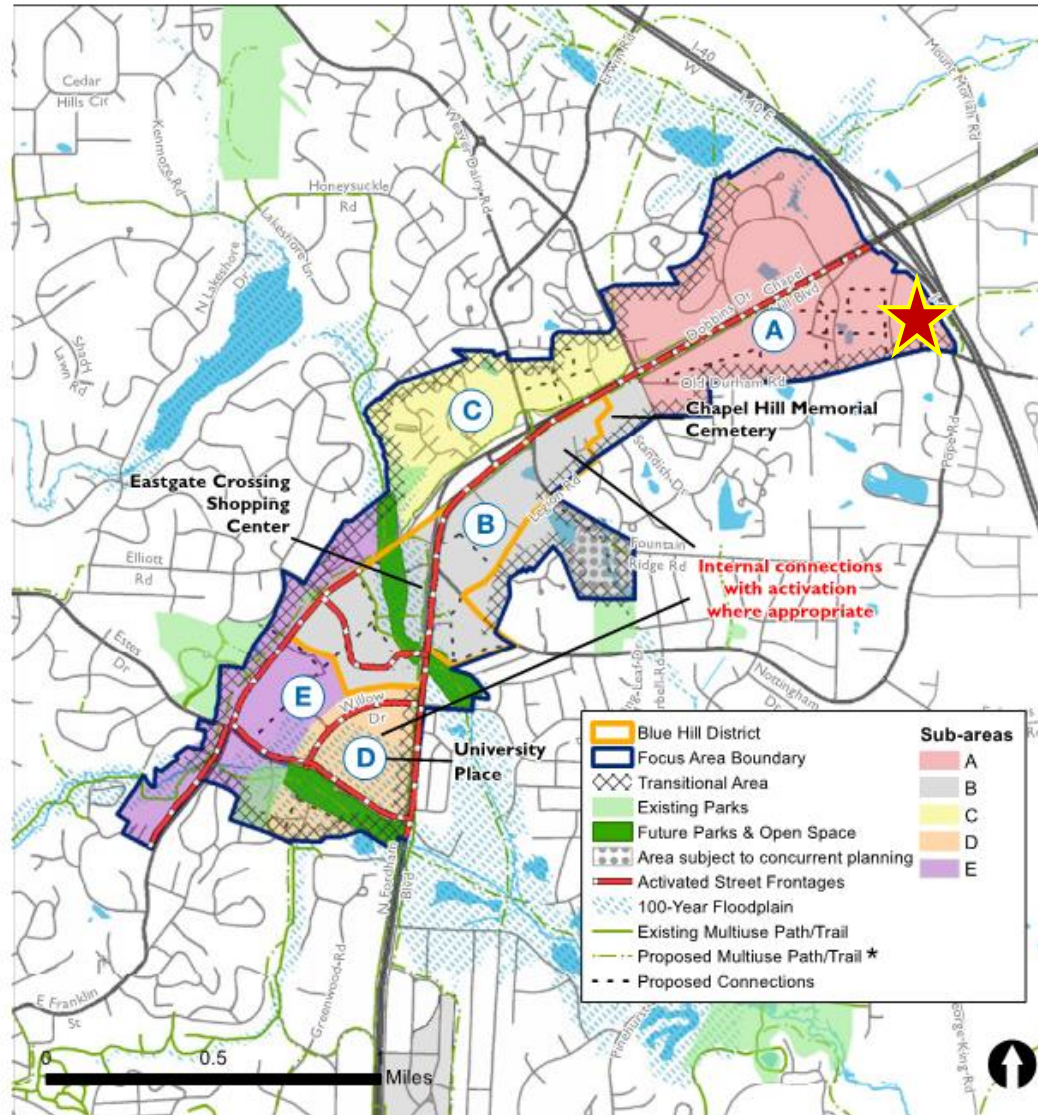 Cedar
Hills Cir
Kenmore Rd
Honeysuckle
Rd
Lakeshore Ln
N Lakeshore
Dr
Weaver Dairy Rd
Erwin Rd
I-40
W
I-40 E
Mount Moriah Rd
Dobbins Dr
Chapel
Hill Blvd
A
Old Durham Rd
C
Chapel Hill Memorial
Cemetery
Standish Dr
Pope Rd
Eastgate Crossing
Shopping
Center
B
Legion Rd
Fountain
Ridge Rd
Elliott
Rd
Internal connections
with activation
where appropriate
Estes
Dr
E
Willow
Dr
D
University
Place
Nottingham
Dr
N Fordham
Blvd
Greenwood Rd
E Franklin
St
0
0.5
Miles
Blue Hill District
Focus Area Boundary
Transitional Area
Existing Parks
Future Parks & Open Space
Area subject to concurrent planning
Activated Street Frontages
100-Year Floodplain
Existing Multiuse Path/Trail
Proposed Multiuse Path/Trail *
Proposed Connections
Sub-areas
A
B
C
D
E